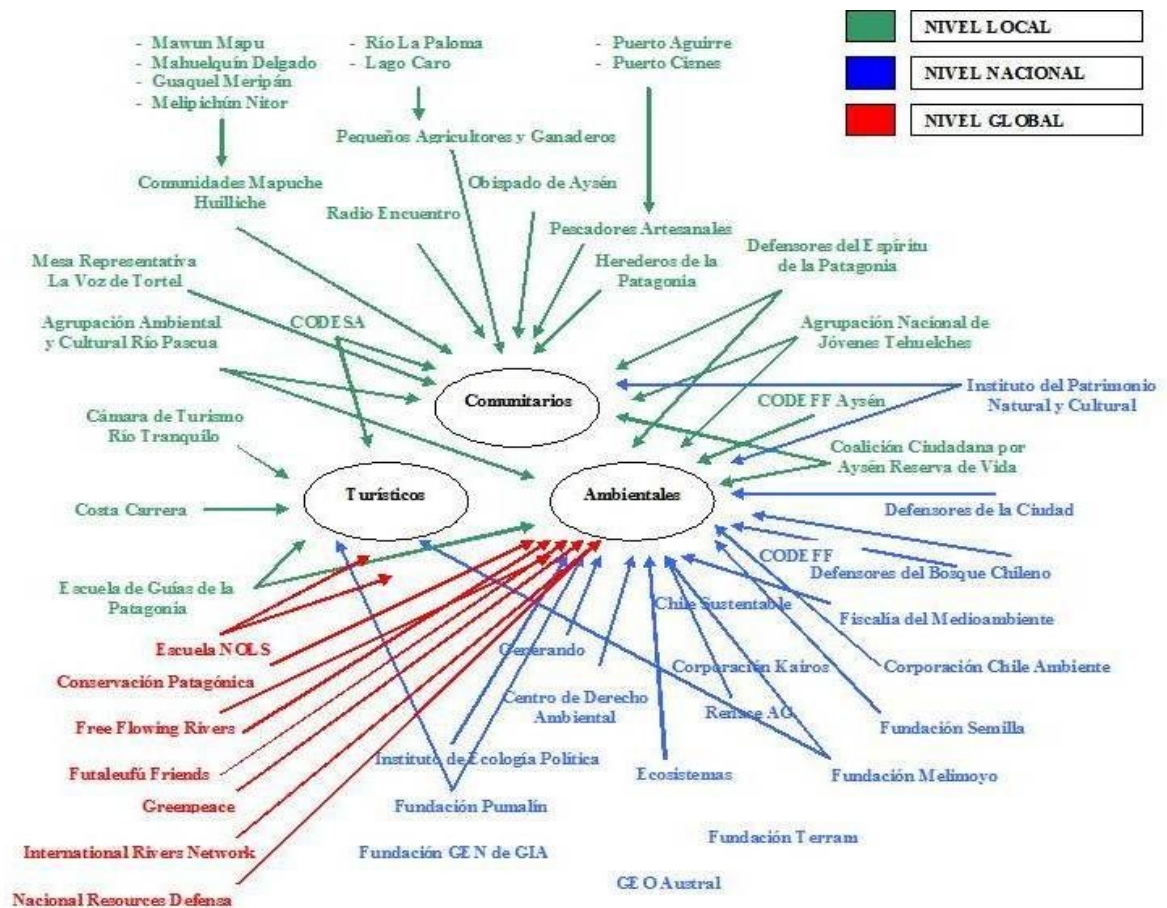 NIVEL LOCAL
NIVEL NACIONAL
NIVEL GLOBAL
- Mawun Mapu
- Mahuelquín Delgado
- Guaquel Meripán
- Melipichún Nitor
- Río La Paloma
- Lago Caro
- Puerto Aguirre
- Puerto Cisnes
Pequeños Agricultores y Ganaderos
Comunidades Mapuche
Huilliche
Obispado de Aysén
Radio Encuentro
Pescadores Artesanales
Defensores del Espíritu
de la Patagonia
Mesa Representativa
La Voz de Tortel
Herederos de la
Patagonia
Agrupación Ambiental
y Cultural Río Pascua
CODESA
Agrupación Nacional de
Jóvenes Tehuelches
Comunitarios
Instituto del Patrimonio
Natural y Cultural
CODEFF Aysén
Cámara de Turismo
Río Tranquilo
Coalición Ciudadana por
Aysén Reserva de Vida
Turísticos
Ambientales
Costa Carrera
Defensores de la Ciudad
CODEFF
Defensores del Bosque Chileno
Escuela de Guías de la
Patagonia
Chile Sustentable
Fiscalía del Medioambiente
Escuela NOLS
Generando
Corporación Kairos
Corporación Chile Ambiente
Conservación Patagónica
Centro de Derecho
Ambiental
Renace AG
Free Flowing Rivers
Fundación Semilla
Instituto de Ecología Política
Futaleufú Friends
Ecosistemas
Fundación Melimoyo
Greenpeace
Fundación Pumalín
Fundación Terram
International Rivers Network
Fundación GEN de GIA
GEO Austral
Nacional Resources Defensa